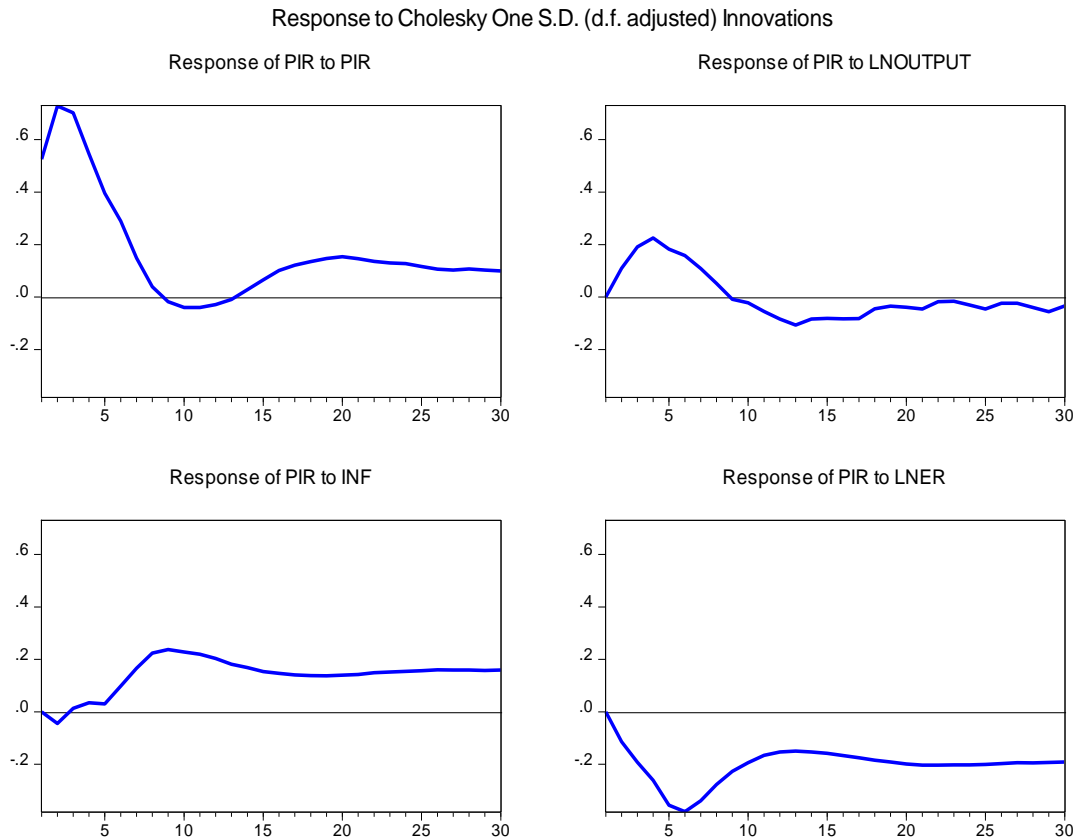 Response to Cholesky One S.D. (d.f. adjusted) Innovations
Response of PIR to PIR
.6
.4
.2
.0
-.2
5 10 15 20 25 30
Response of PIR to LNOUTPUT
.6
.4
.2
.0
-.2
5 10 15 20 25 30
Response of PIR to INF
.6
.4
.2
.0
-.2
5 10 15 20 25 30
Response of PIR to LNER
.6
.4
.2
.0
-.2
5 10 15 20 25 30